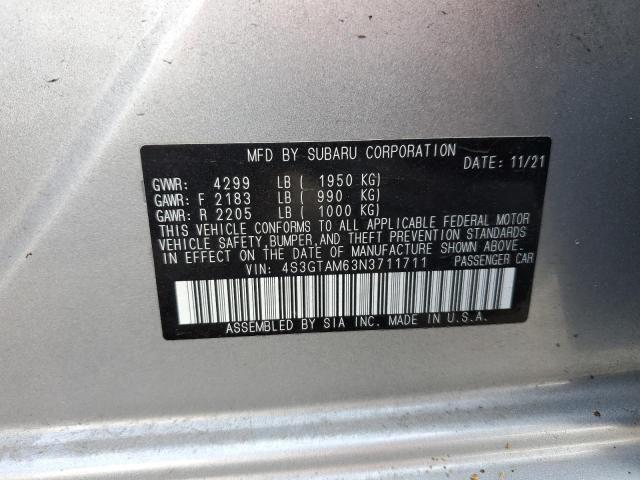 MFD BY SUBARU CORPORATION DATE: 11/21
GVWR: 4299 LB ( 1950 KG)
GAWR: F 2183 LB ( 990 KG)
GAWR: R 2205 LB ( 1000 KG)
THIS VEHICLE CONFORMS TO ALL APPLICABLE FEDERAL MOTOR
VEHICLE SAFETY, BUMPER, AND THEFT PREVENTION STANDARDS
IN EFFECT ON THE DATE OF MANUFACTURE SHOWN ABOVE.
VIN: 4S3GTAM63N3711711 PASSENGER CAR
ASSEMBLED BY SIA INC. MADE IN U.S.A.